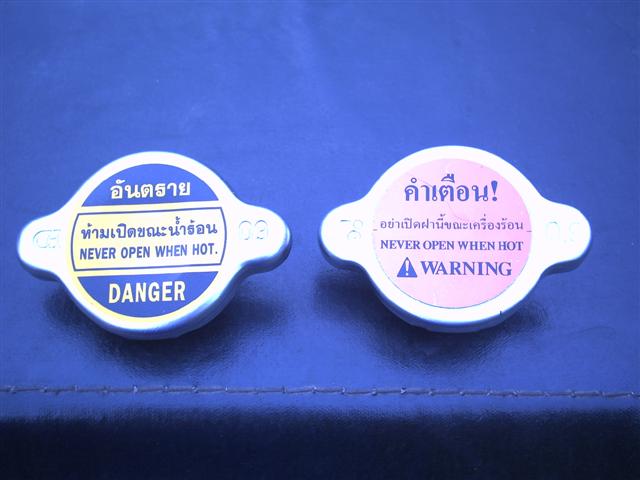 อันตราย
ห้ามเปิดขณะน้ำร้อน
NEVER OPEN WHEN HOT.
DANGER
คำเตือน!
อย่าเปิดฝานี้ขณะเครื่องร้อน
NEVER OPEN WHEN HOT
WARNING
0.9